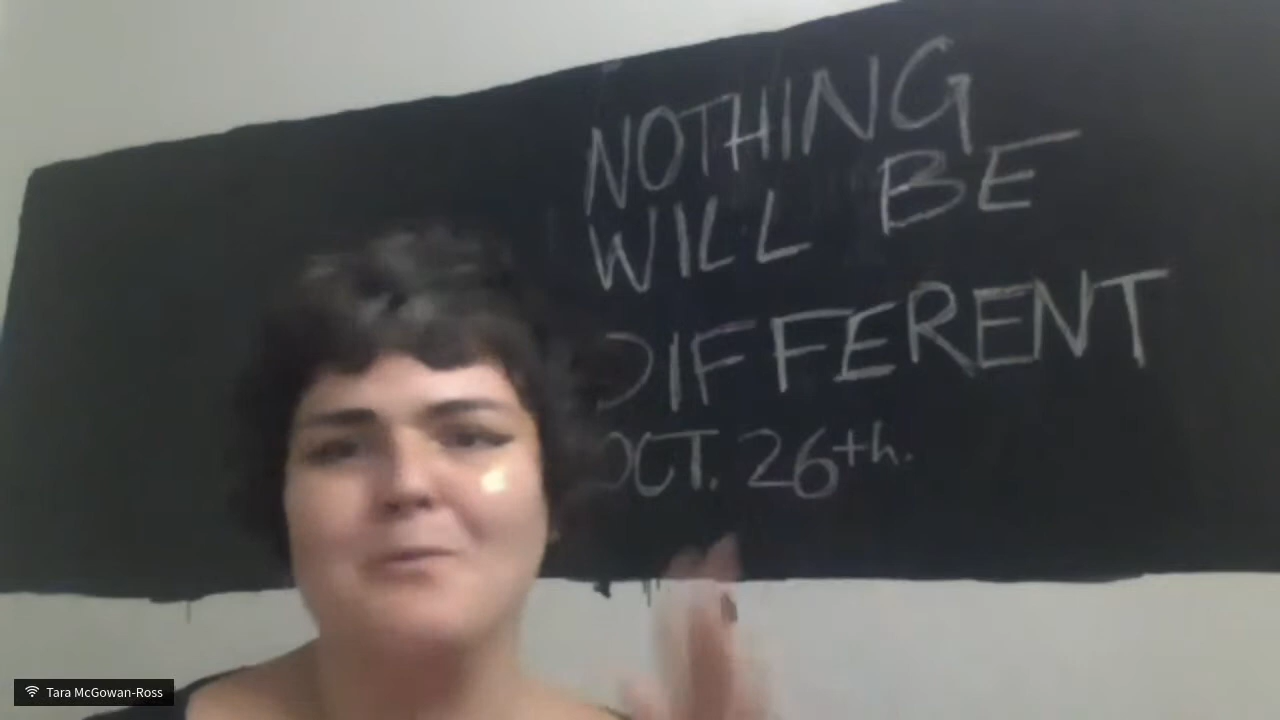 NOTHING
WILL BE
DIFFERENT
OCT. 26th.
Tara McGowan-Ross